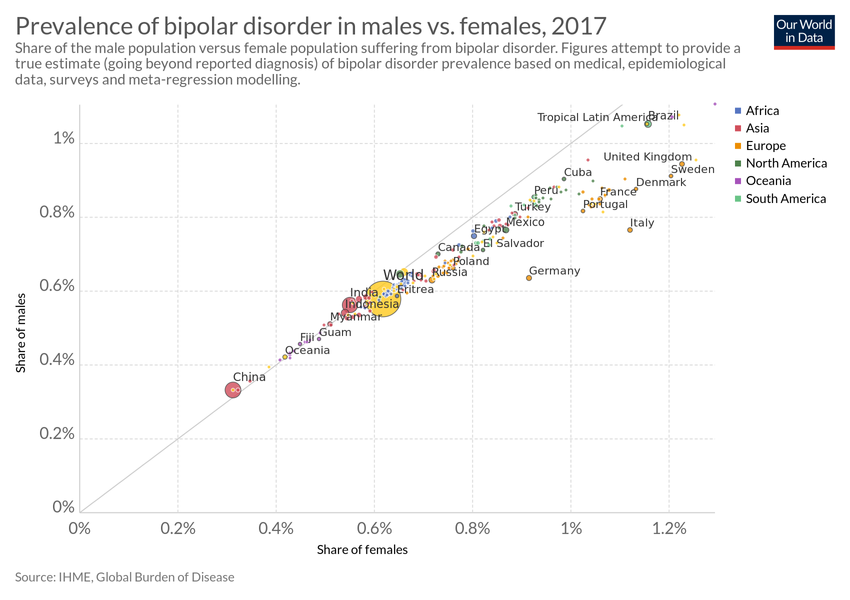 Prevalence of bipolar disorder in males vs. females, 2017
Share of the male population versus female population suffering from bipolar disorder. Figures attempt to provide a
true estimate (going beyond reported diagnosis) of bipolar disorder prevalence based on medical, epidemiological
data, surveys and meta-regression modelling.
Our World
in Data
Africa
Asia
Europe
North America
Oceania
South America
Tropical Latin America
Brazil
1%
United Kingdom
Sweden
Cuba
Denmark
Peru
France
Portugal
0.8%
Turkey
Mexico
Italy
Egypt
El Salvador
Canada
Poland
World
Russia
Germany
0.6%
India
Eritrea
Indonesia
Myanmar
Guam
Fiji
Oceania
0.4%
China
0.2%
0%
Share of males
0%
0.2%
0.4%
0.6%
0.8%
1%
1.2%
Share of females
Source: IHME, Global Burden of Disease